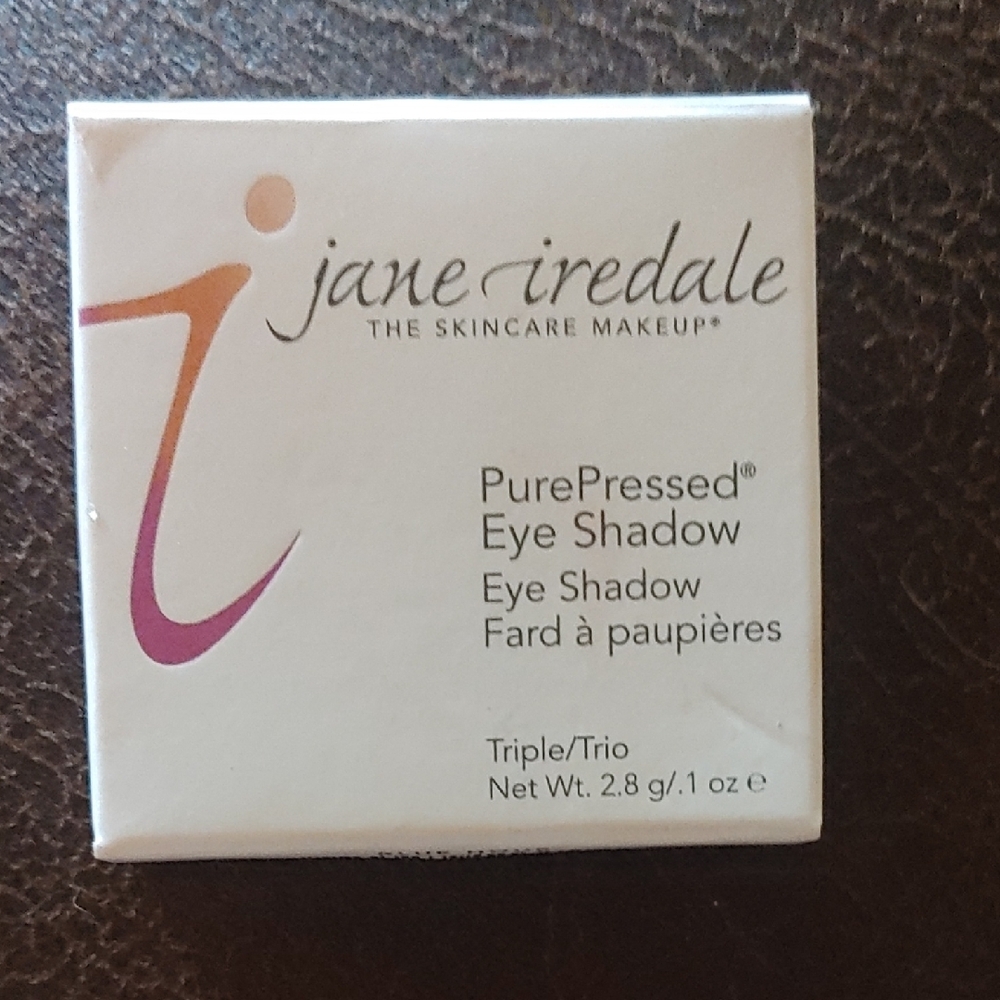 jane iredale
THE SKINCARE MAKEUP®
PurePressed®
Eye Shadow
Eye Shadow
Fard à paupières
Triple/Trio
Net Wt. 2.8 g/.1 oz ℮